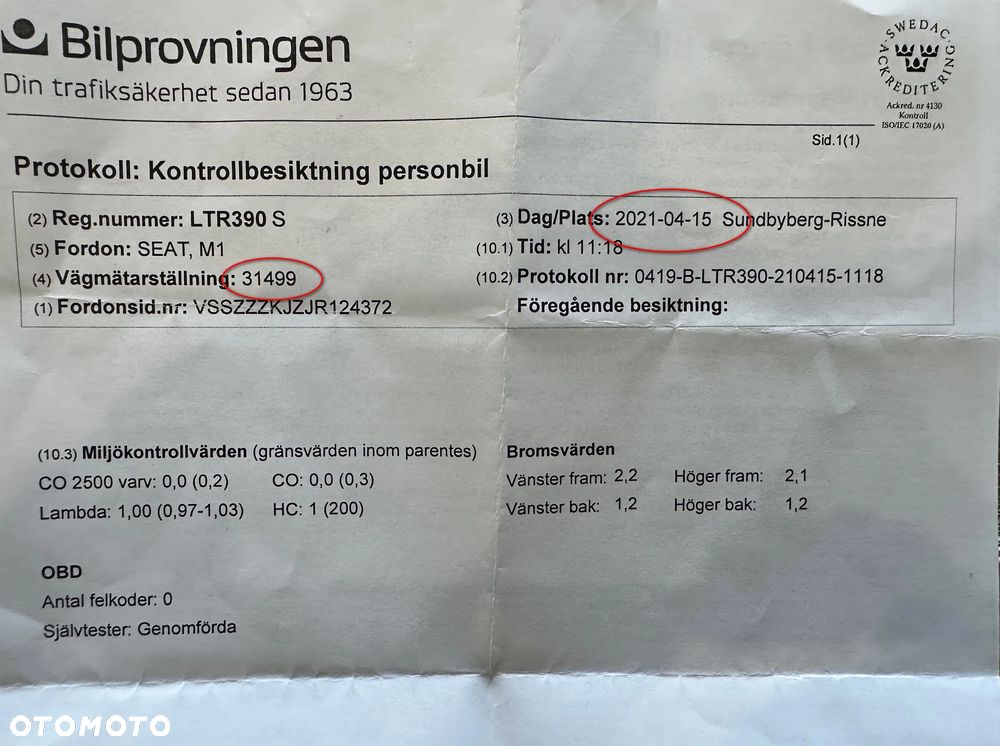 Bilprovningen
Din trafiksäkerhet sedan 1963
SWEDAC ACKREDITERING
Ackred. nr 4130
Kontroll
ISO/IEC 17020 (A)
Sid.1(1)
Protokoll: Kontrollbesiktning personbil
(2) Reg.nummer: LTR390 S
(5) Fordon: SEAT, M1
(4) Vägmätarställning: 31499
(1) Fordonsid.nr: VSSZZZKJZJR124372
(3) Dag/Plats: 2021-04-15 Sundbyberg-Rissne
(10.1) Tid: kl 11:18
(10.2) Protokoll nr: 0419-B-LTR390-210415-1118
Föregående besiktning:
(10.3) Miljökontrollvärden (gränsvärden inom parentes)
CO 2500 varv: 0,0 (0,2) CO: 0,0 (0,3)
Lambda: 1,00 (0,97-1,03) HC: 1 (200)
Bromsvärden
Vänster fram: 2,2 Höger fram: 2,1
Vänster bak: 1,2 Höger bak: 1,2
OBD
Antal felkoder: 0
Självtester: Genomförda
OTOMOTO